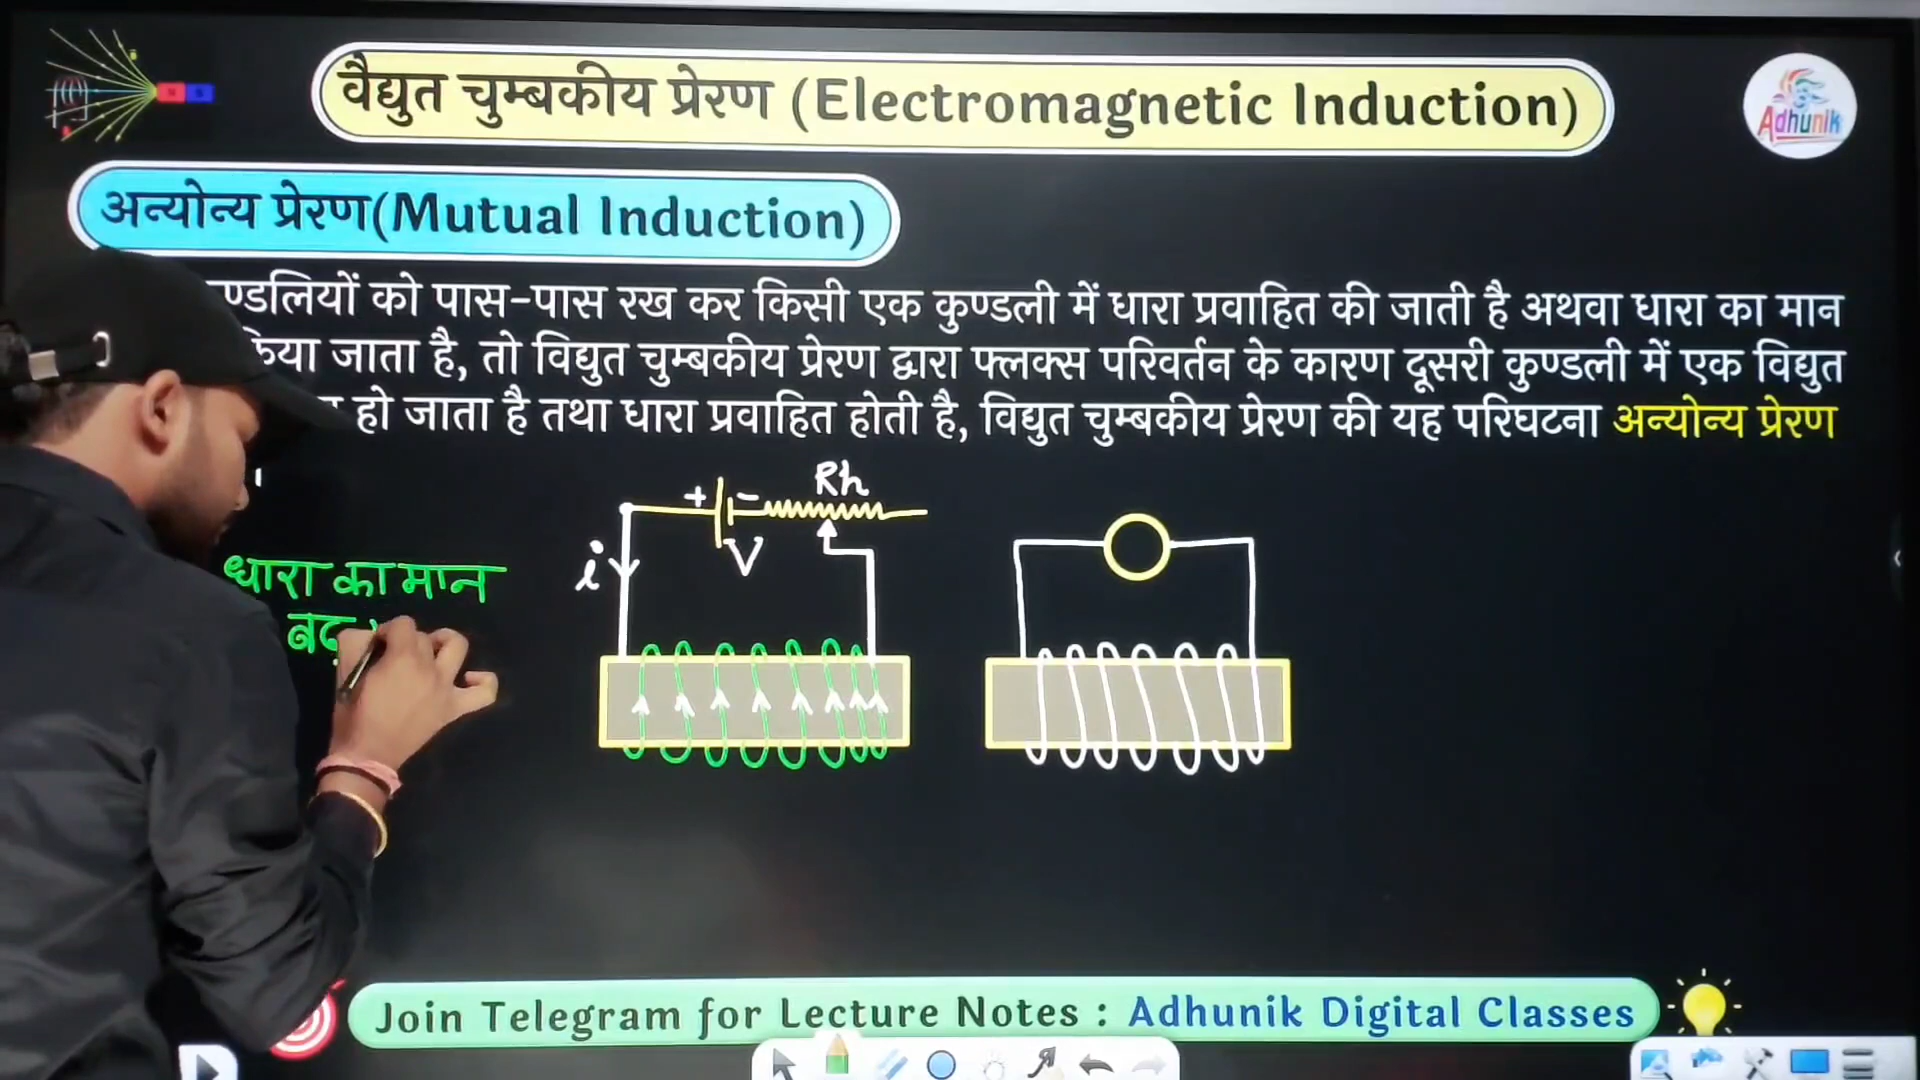 वैद्युत चुम्बकीय प्रेरण (Electromagnetic Induction)
Adhunik
अन्योन्य प्रेरण(Mutual Induction)
ण्डलियों को पास-पास रख कर किसी एक कुण्डली में धारा प्रवाहित की जाती है अथवा धारा का मान
किया जाता है, तो विद्युत चुम्बकीय प्रेरण द्वारा फ्लक्स परिवर्तन के कारण दूसरी कुण्डली में एक विद्युत
हो जाता है तथा धारा प्रवाहित होती है, विद्युत चुम्बकीय प्रेरण की यह परिघटना अन्योन्य प्रेरण
Rh
+ -
V
i
धारा का मान
Join Telegram for Lecture Notes : Adhunik Digital Classes